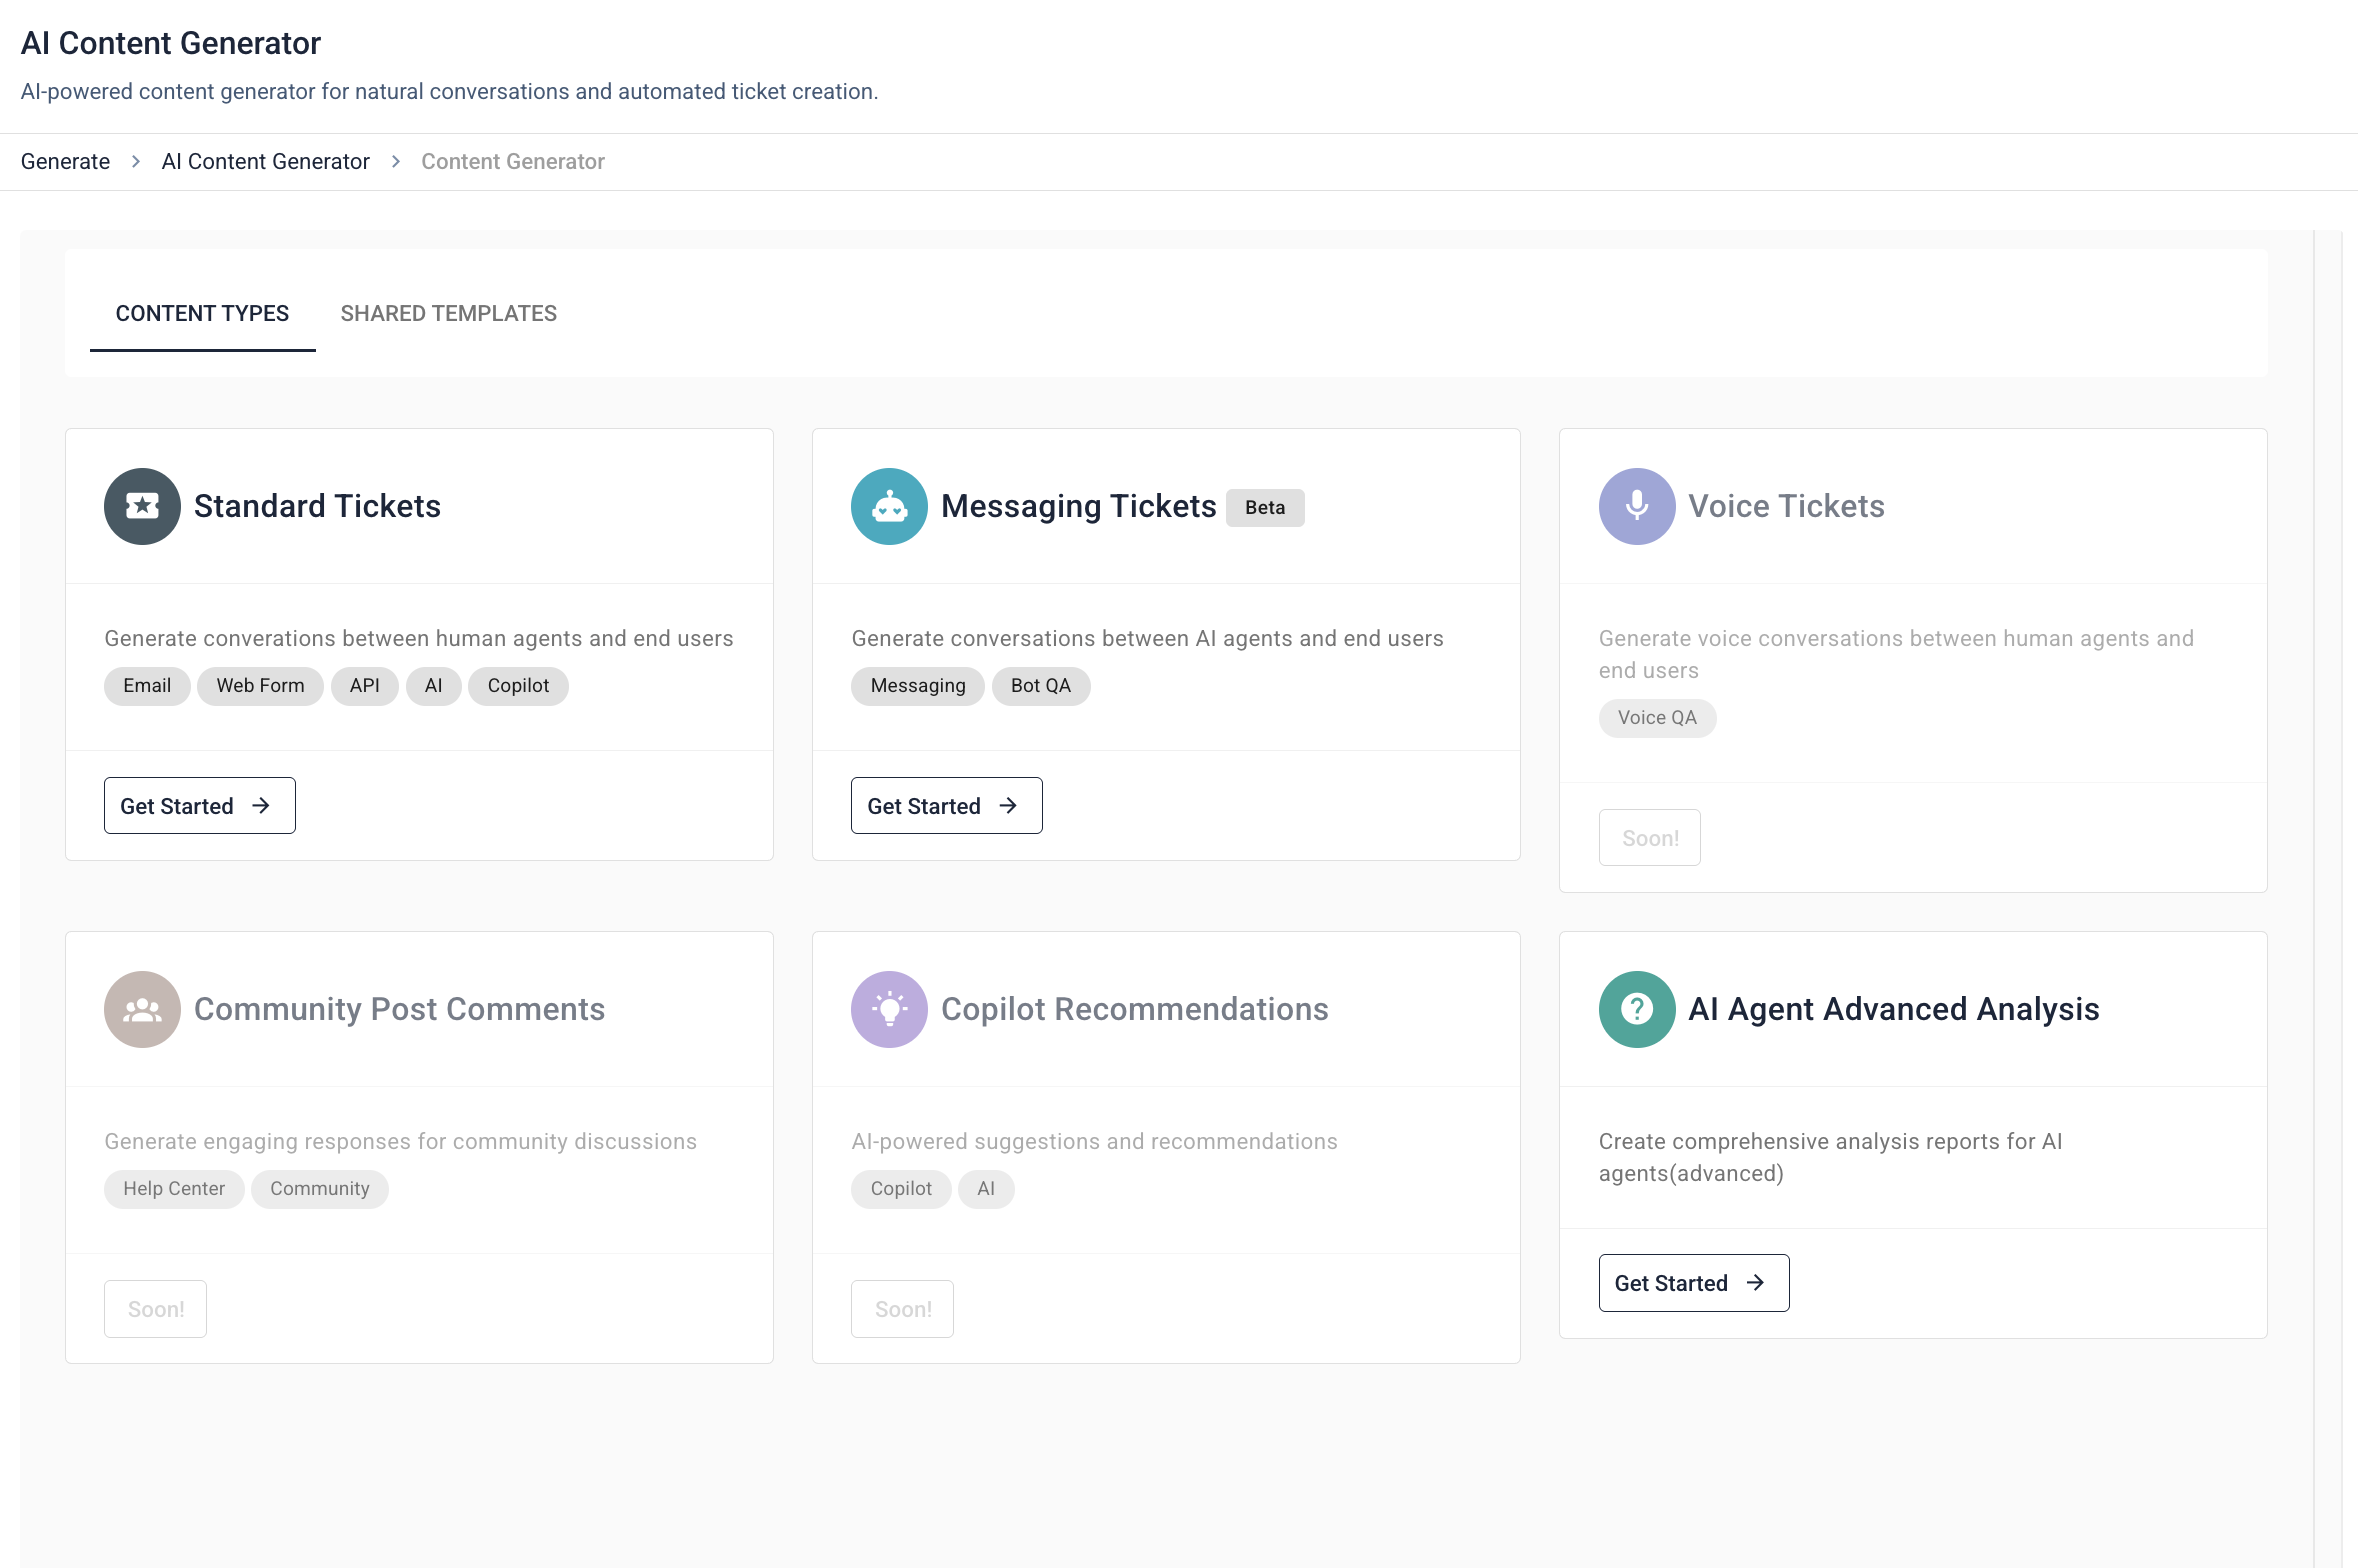 AI Content Generator
AI-powered content generator for natural conversations and automated ticket creation.
Generate > AI Content Generator > Content Generator
CONTENT TYPES SHARED TEMPLATES
Standard Tickets
Generate converations between human agents and end users
Email Web Form API AI Copilot
Get Started →
Messaging Tickets Beta
Generate conversations between AI agents and end users
Messaging Bot QA
Get Started →
Voice Tickets
Generate voice conversations between human agents and
end users
Voice QA
Soon!
Community Post Comments
Generate engaging responses for community discussions
Help Center Community
Soon!
Copilot Recommendations
AI-powered suggestions and recommendations
Copilot AI
Soon!
AI Agent Advanced Analysis
Create comprehensive analysis reports for AI
agents(advanced)
Get Started →